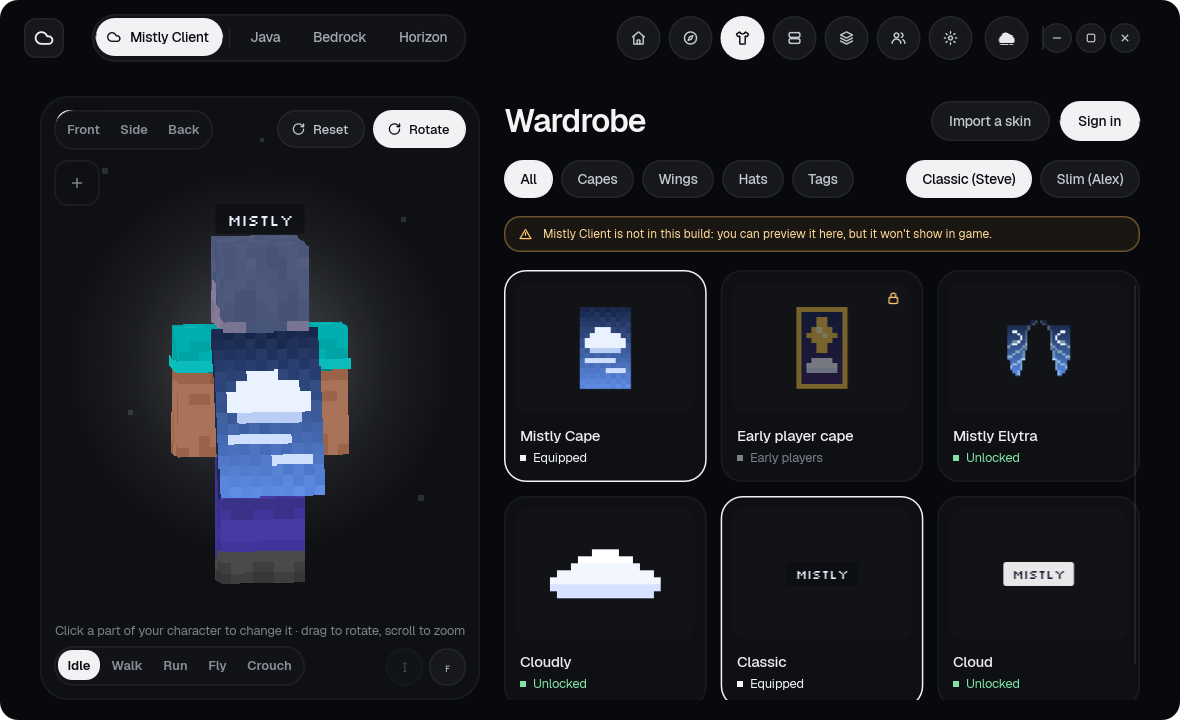 Mistly Client
Java
Bedrock
Horizon
Front
Side
Back
Reset
Rotate
MISTLY
Click a part of your character to change it · drag to rotate, scroll to zoom
Idle
Walk
Run
Fly
Crouch
F
Wardrobe
Import a skin
Sign in
All
Capes
Wings
Hats
Tags
Classic (Steve)
Slim (Alex)
Mistly Client is not in this build: you can preview it here, but it won't show in game.
Mistly Cape
Equipped
Early player cape
Early players
Mistly Elytra
Unlocked
Cloudly
Unlocked
MISTLY
Classic
Equipped
MISTLY
Cloud
Unlocked